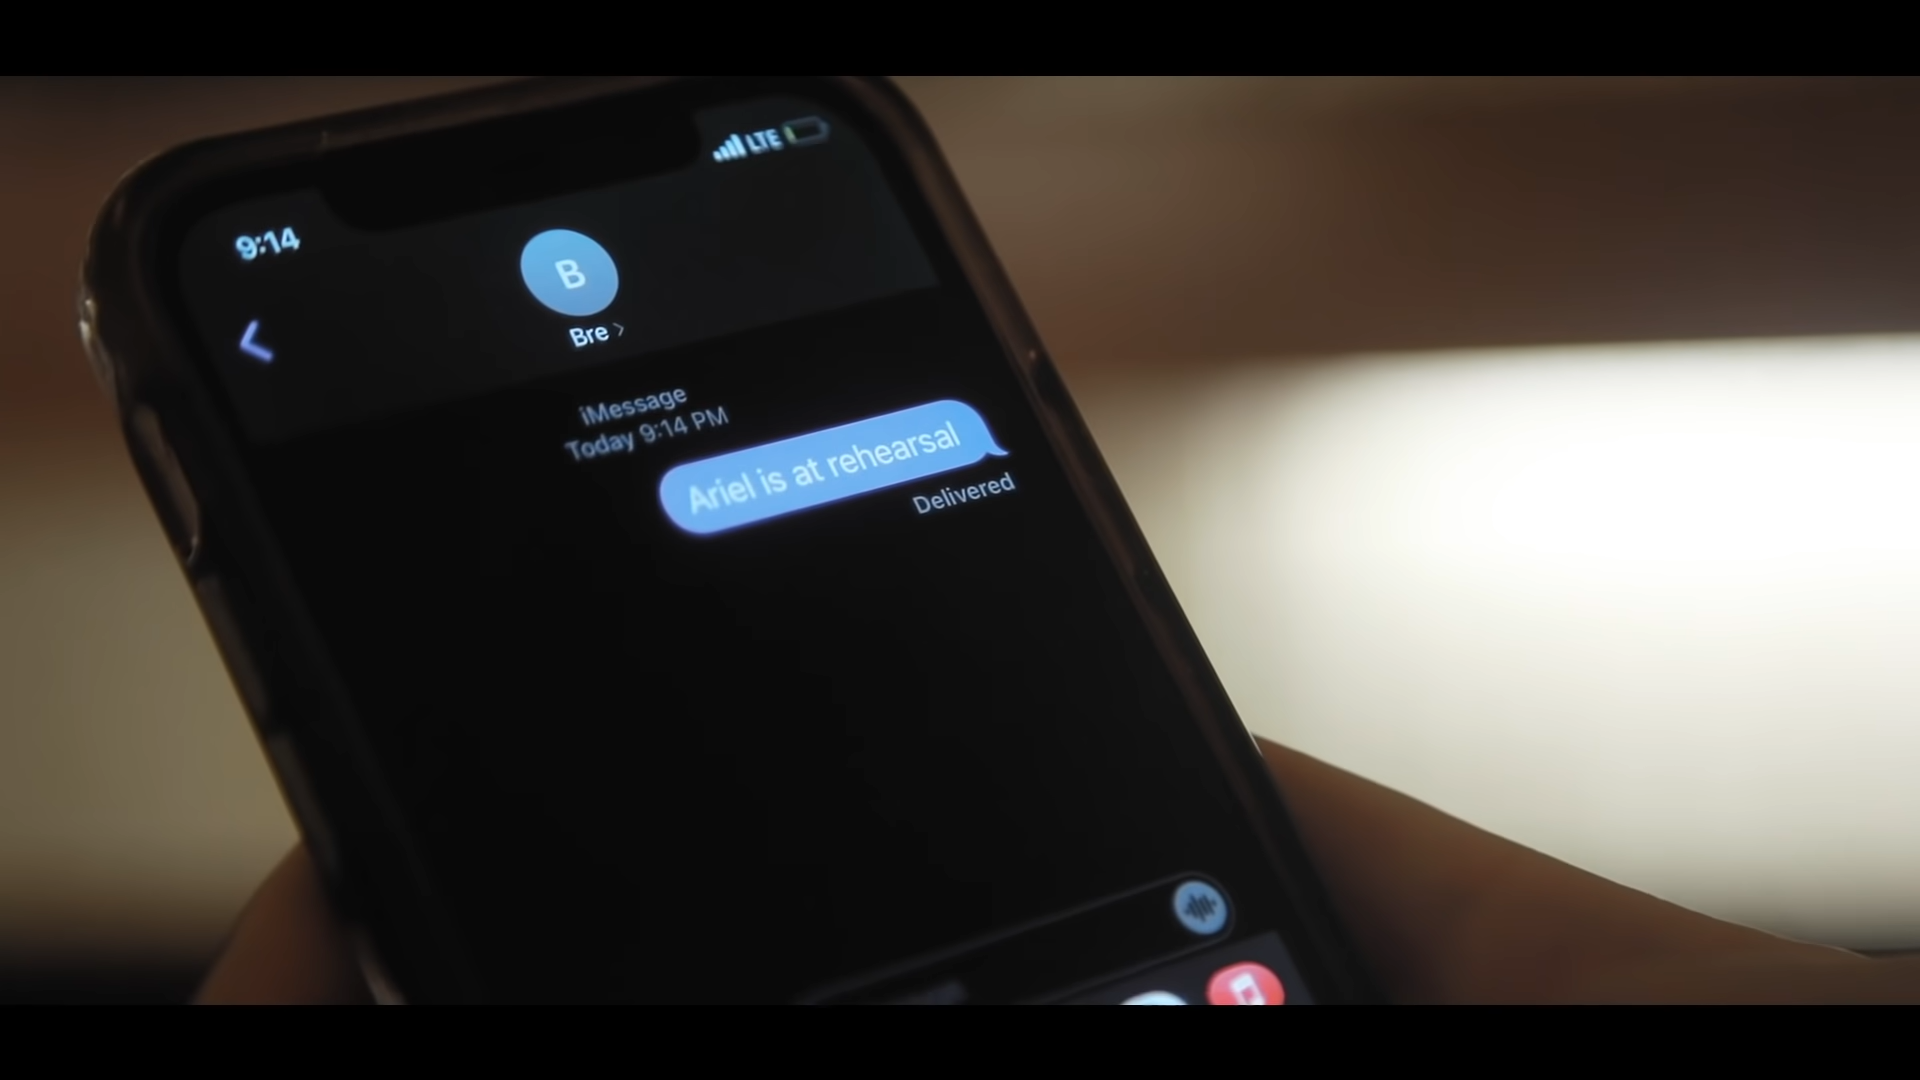 LTE
9:14
B
Bre >
iMessage
Today 9:14 PM
Ariel is at rehearsal
Delivered